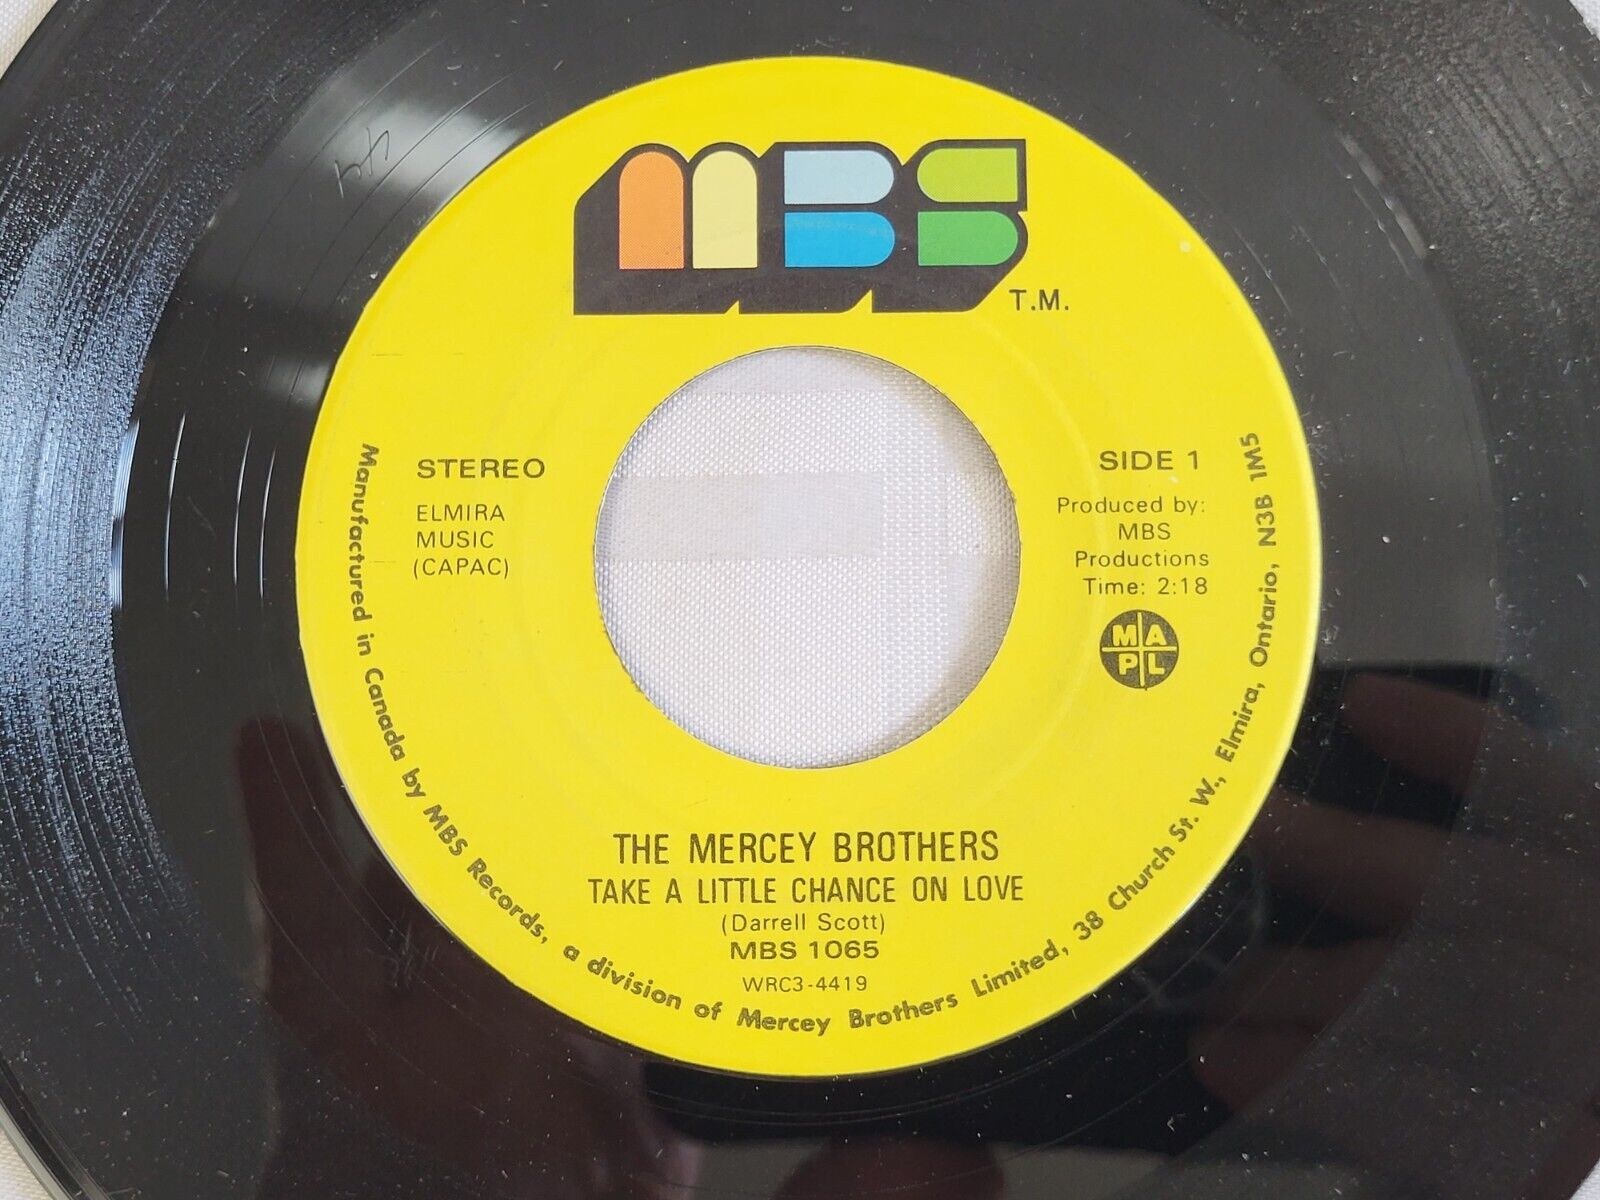 MBS
T.M.
STEREO
ELMIRA
MUSIC
(CAPAC)
SIDE 1
Produced by:
MBS
Productions
Time: 2:18
M A
P L
THE MERCEY BROTHERS
TAKE A LITTLE CHANCE ON LOVE
(Darrell Scott)
MBS 1065
WRC3-4419
Manufactured in Canada by MBS Records, a division of Mercey Brothers Limited, 38 Church St. W., Elmira, Ontario, N3B 1M5